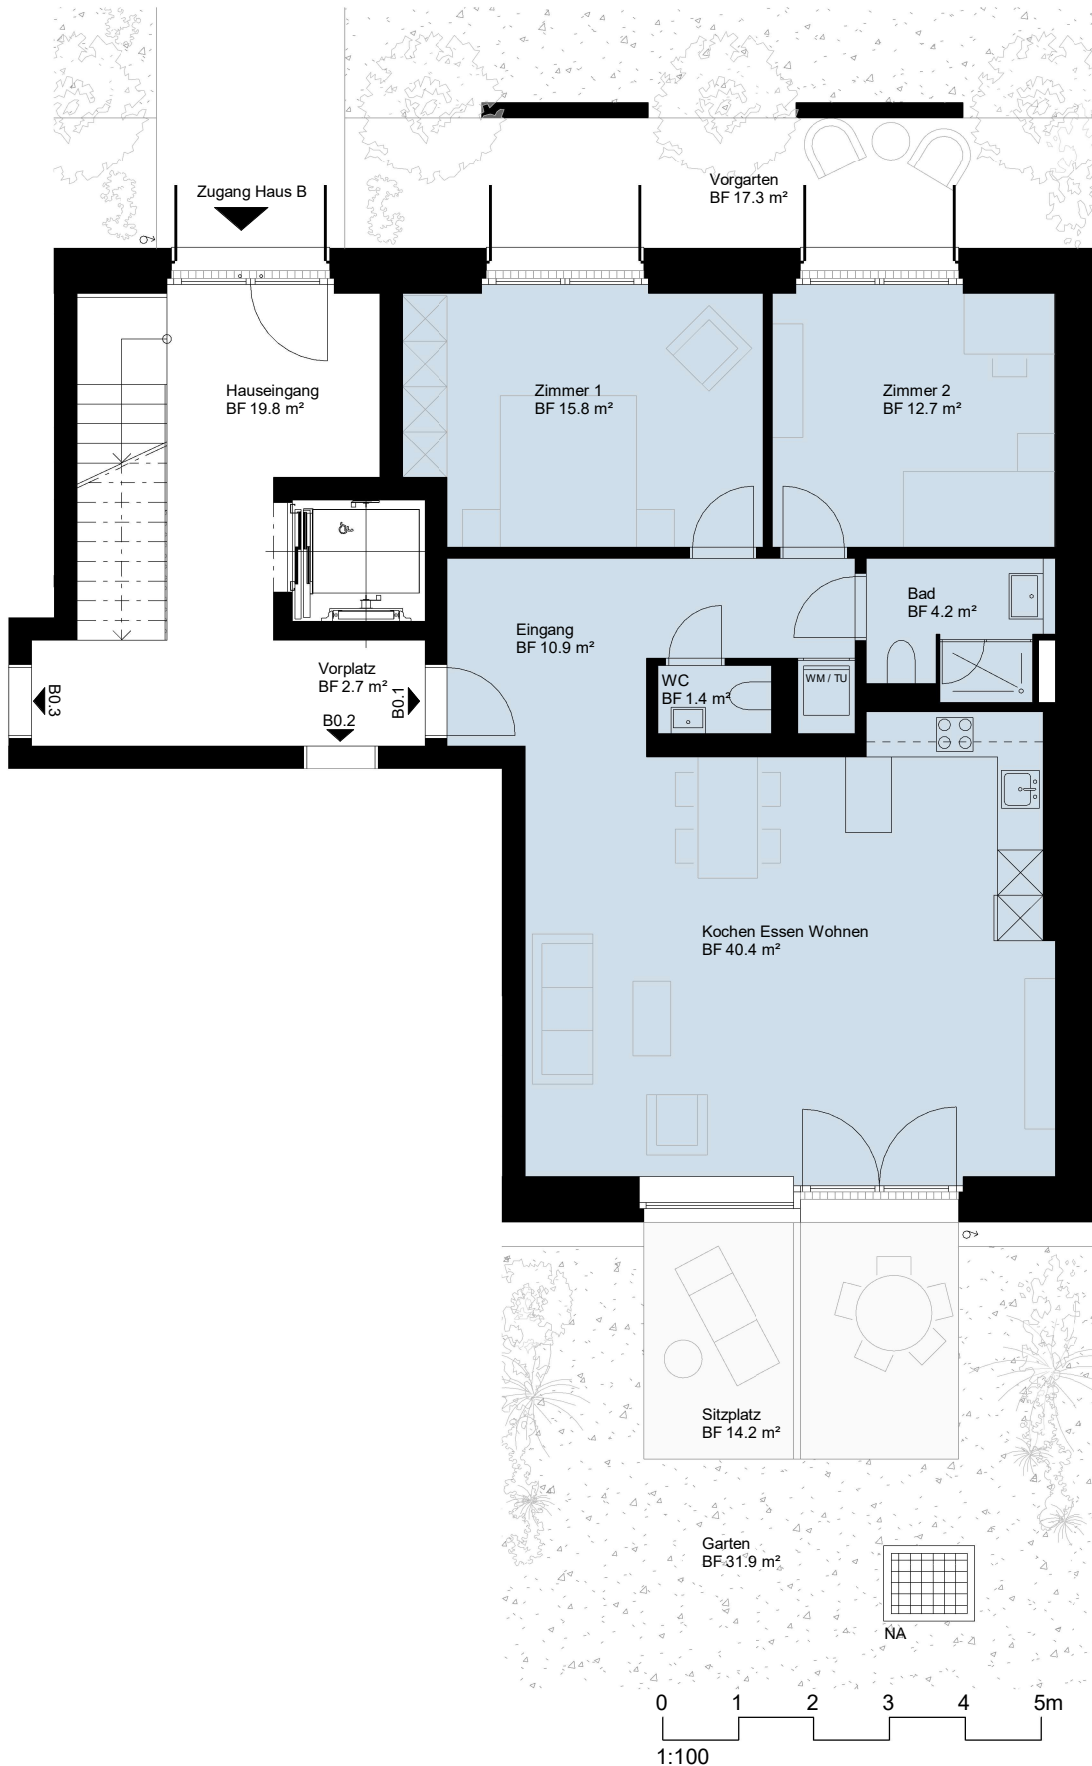 Vorgarten
BF 17.3 m²
Zugang Haus B
Hauseingang
BF 19.8 m²
Zimmer 1
BF 15.8 m²
Zimmer 2
BF 12.7 m²
Bad
BF 4.2 m²
Eingang
BF 10.9 m²
Vorplatz
BF 2.7 m²
WC
BF 1.4 m²
WM / TU
B0.3
B0.1
B0.2
Kochen Essen Wohnen
BF 40.4 m²
Sitzplatz
BF 14.2 m²
Garten
BF 31.9 m²
NA
0 1 2 3 4 5m
1:100